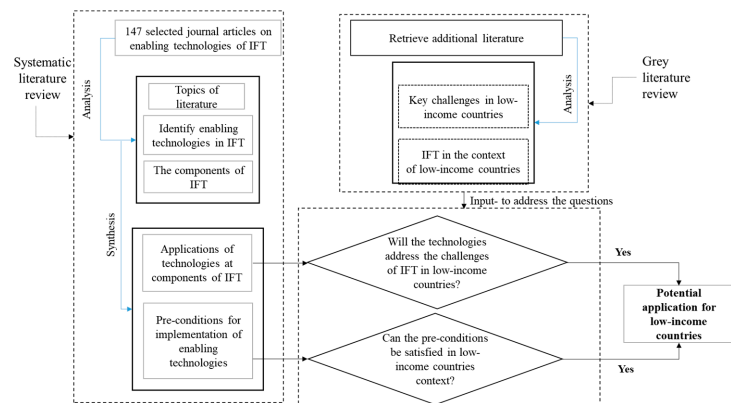 Systematic
literature
review
147 selected journal articles on
enabling technologies of IFT
Analysis
Topics of
literature
Identify enabling
technologies in IFT
The components of
IFT
Synthesis
Applications of
technologies at
components of IFT
Pre-conditions for
implementation of
enabling
technologies
Retrieve additional literature
Key challenges in low-
income countries
IFT in the context
of low-income countries
Analysis
Grey
literature
review
Input- to address the questions
Will the technologies
address the challenges
of IFT in low-income
countries?
Yes
Can the pre-conditions
be satisfied in low-
income countries
context?
Yes
Potential
application for
low-income
countries